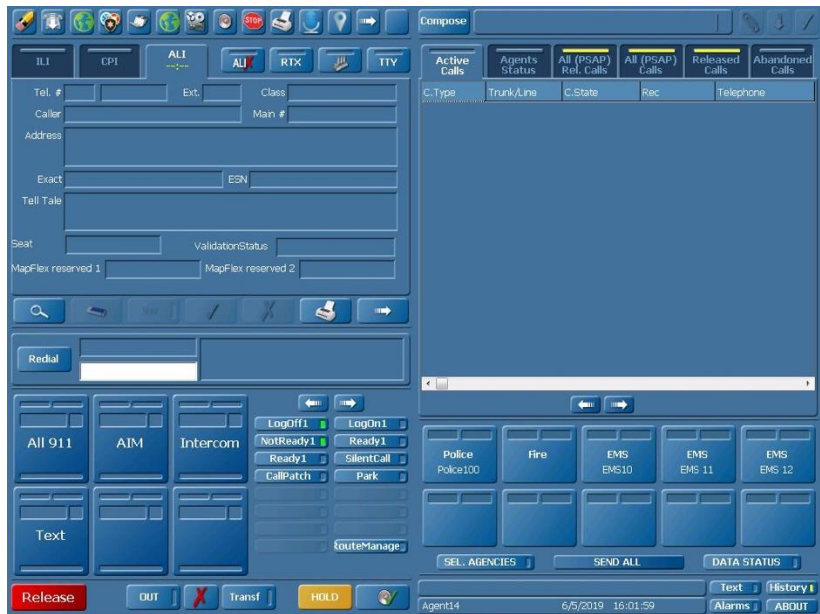 STOP
Compose
ILI
CPI
ALI
--:--
ALI
RTX
TTY
Active Calls
Agents Status
All (PSAP) Rel. Calls
All (PSAP) Calls
Released Calls
Abandoned Calls
Tel. #
Ext.
Class
C.Type
Trunk/Line
C.State
Rec
Telephone
Caller
Main #
Address
Exact
ESN
Tell Tale
Seat
ValidationStatus
MapFlex reserved 1
MapFlex reserved 2
Redial
All 911
AIM
Intercom
Text
LogOff1
LogOn1
NotReady1
Ready1
Ready1
SilentCall
CallPatch
Park
RouteManage
Police
Police100
Fire
EMS
EMS10
EMS
EMS 11
EMS
EMS 12
SEL. AGENCIES
SEND ALL
DATA STATUS
Release
OUT
Transf
HOLD
Text
History
Agent14
6/5/2019 16:01:59
Alarms
ABOUT